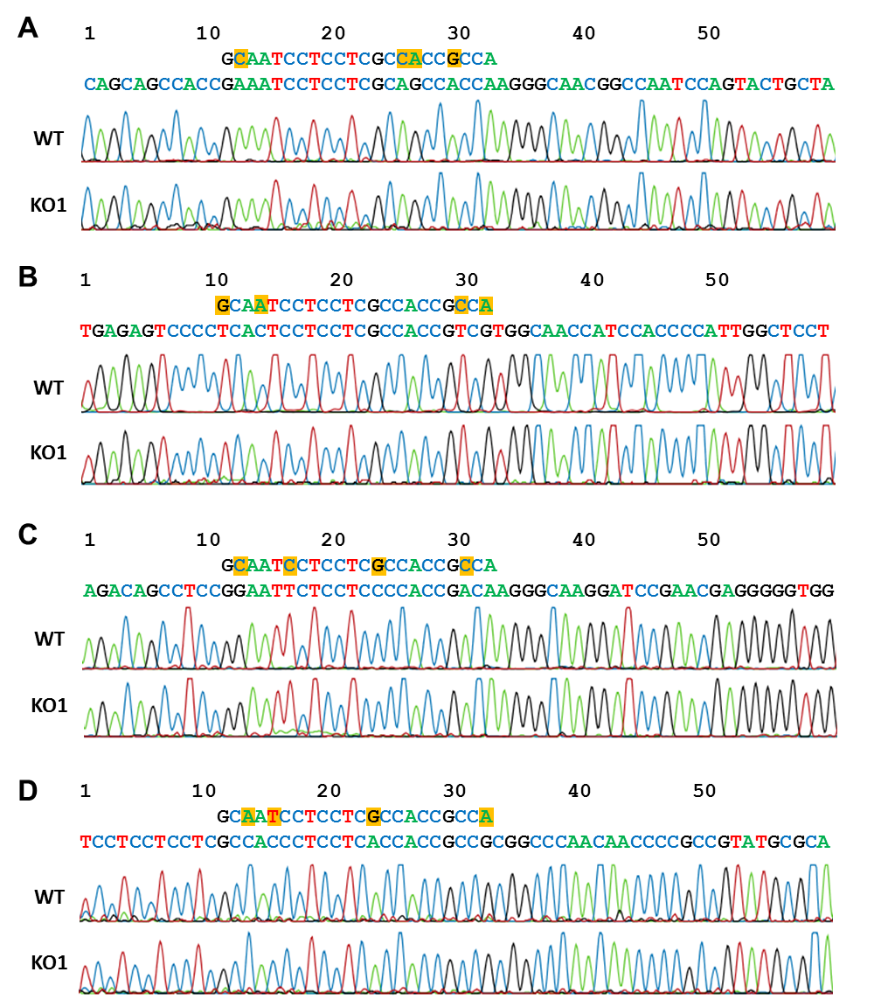 A
1 10 20 30 40 50
GCAATCCTCCTCGCCACCGCCA
CAGCAGCCACCGAAATCCTCCTCGCAGCCACCAAGGGCAACGGCCAATCCAGTACTGCTA
WT
KO1
B
1 10 20 30 40 50
GCAATCCTCCTCGCCACCGCCA
TGAGAGTCCCCTCACTCCTCCTCGCCACCGTCGTGGCAACCATCCACCCCATTGGCTCCT
WT
KO1
C
1 10 20 30 40 50
GCAATCCTCCTCGCCACCGCCA
AGACAGCCTCCGGAATTCTCCTCCCCACCGACAAGGGCAAGGATCCGAACGAGGGGGTGG
WT
KO1
D
1 10 20 30 40 50
GCAATCCTCCTCGCCACCGCCA
TCCTCCTCCTCGCCACCCTCCTCACCACCGCCGCGGCCCAACAACCCCGCCGTATGCGCA
WT
KO1